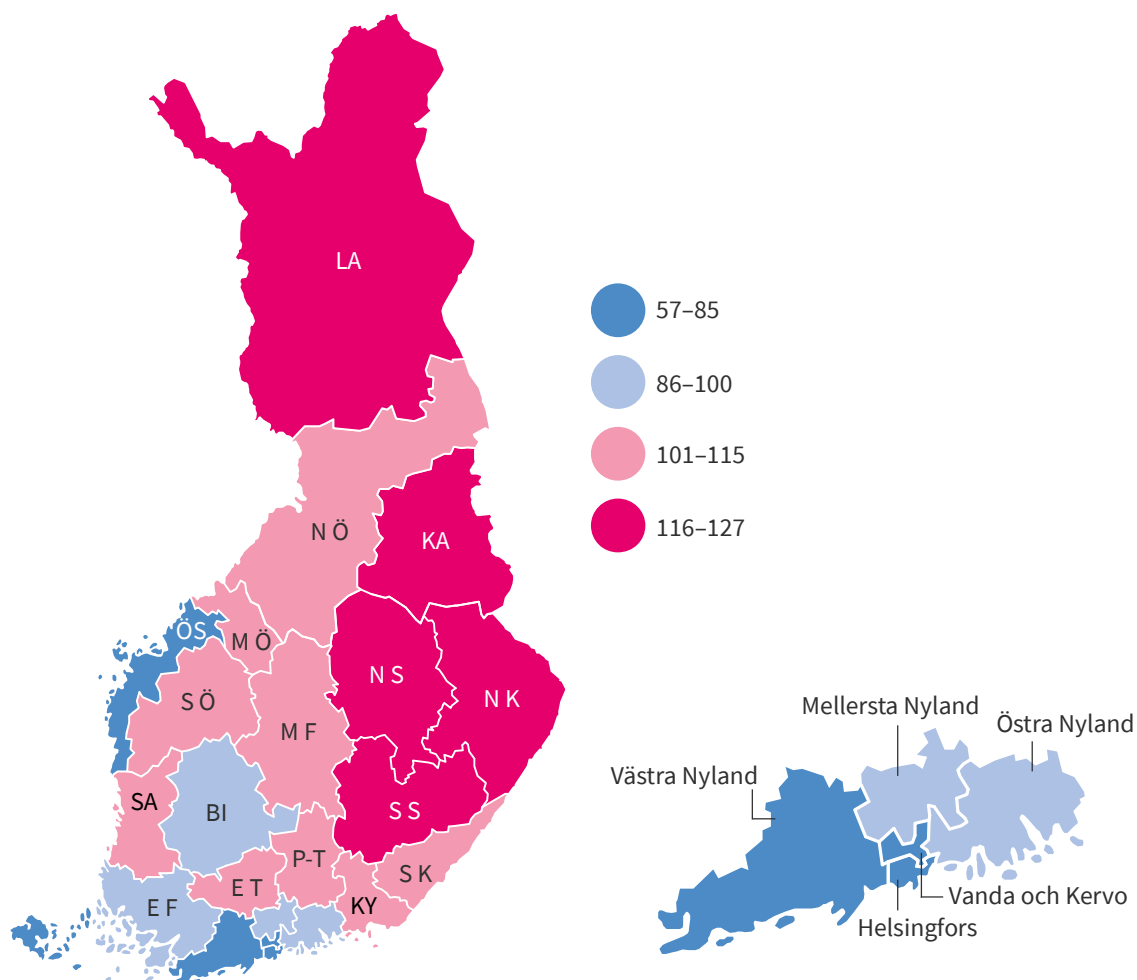 LA
57–85
86–100
101–115
116–127
N Ö
KA
ÖS
M Ö
N S
N K
S Ö
M F
SA
BI
S S
P-T
S K
E T
KY
E F
Mellersta Nyland
Östra Nyland
Västra Nyland
Vanda och Kervo
Helsingfors